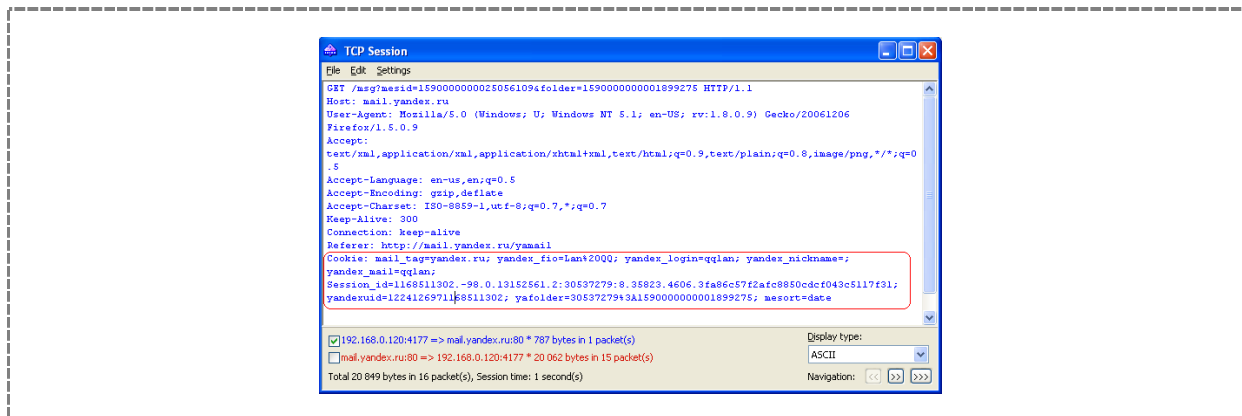 TCP Session
File Edit Settings
GET /msg?mesid=1590000000025056109&folder=1590000000001899275 HTTP/1.1
Host: mail.yandex.ru
User-Agent: Mozilla/5.0 (Windows; U; Windows NT 5.1; en-US; rv:1.8.0.9) Gecko/20061206
Firefox/1.5.0.9
Accept:
text/xml,application/xml,application/xhtml+xml,text/html;q=0.9,text/plain;q=0.8,image/png,*/*;q=0
.5
Accept-Language: en-us,en;q=0.5
Accept-Encoding: gzip,deflate
Accept-Charset: ISO-8859-1,utf-8;q=0.7,*;q=0.7
Keep-Alive: 300
Connection: keep-alive
Referer: http://mail.yandex.ru/yamail
Cookie: mail_tag=yandex.ru; yandex_fio=Lan%20QQ; yandex_login=qqlan; yandex_nickname=;
yandex_mail=qqlan;
Session_id=1168511302.-98.0.13152561.2:30537279:8.35823.4606.3fa86c57f2afc8850cdcf043c5117f31;
yandexuid=1224126971168511302; yafolder=30537279%3A1590000000001899275; mesort=date
192.168.0.120:4177 => mail.yandex.ru:80 * 787 bytes in 1 packet(s)
mail.yandex.ru:80 => 192.168.0.120:4177 * 20 062 bytes in 15 packet(s)
Total 20 849 bytes in 16 packet(s), Session time: 1 second(s)
Display type:
ASCII
Navigation: << >> >>>